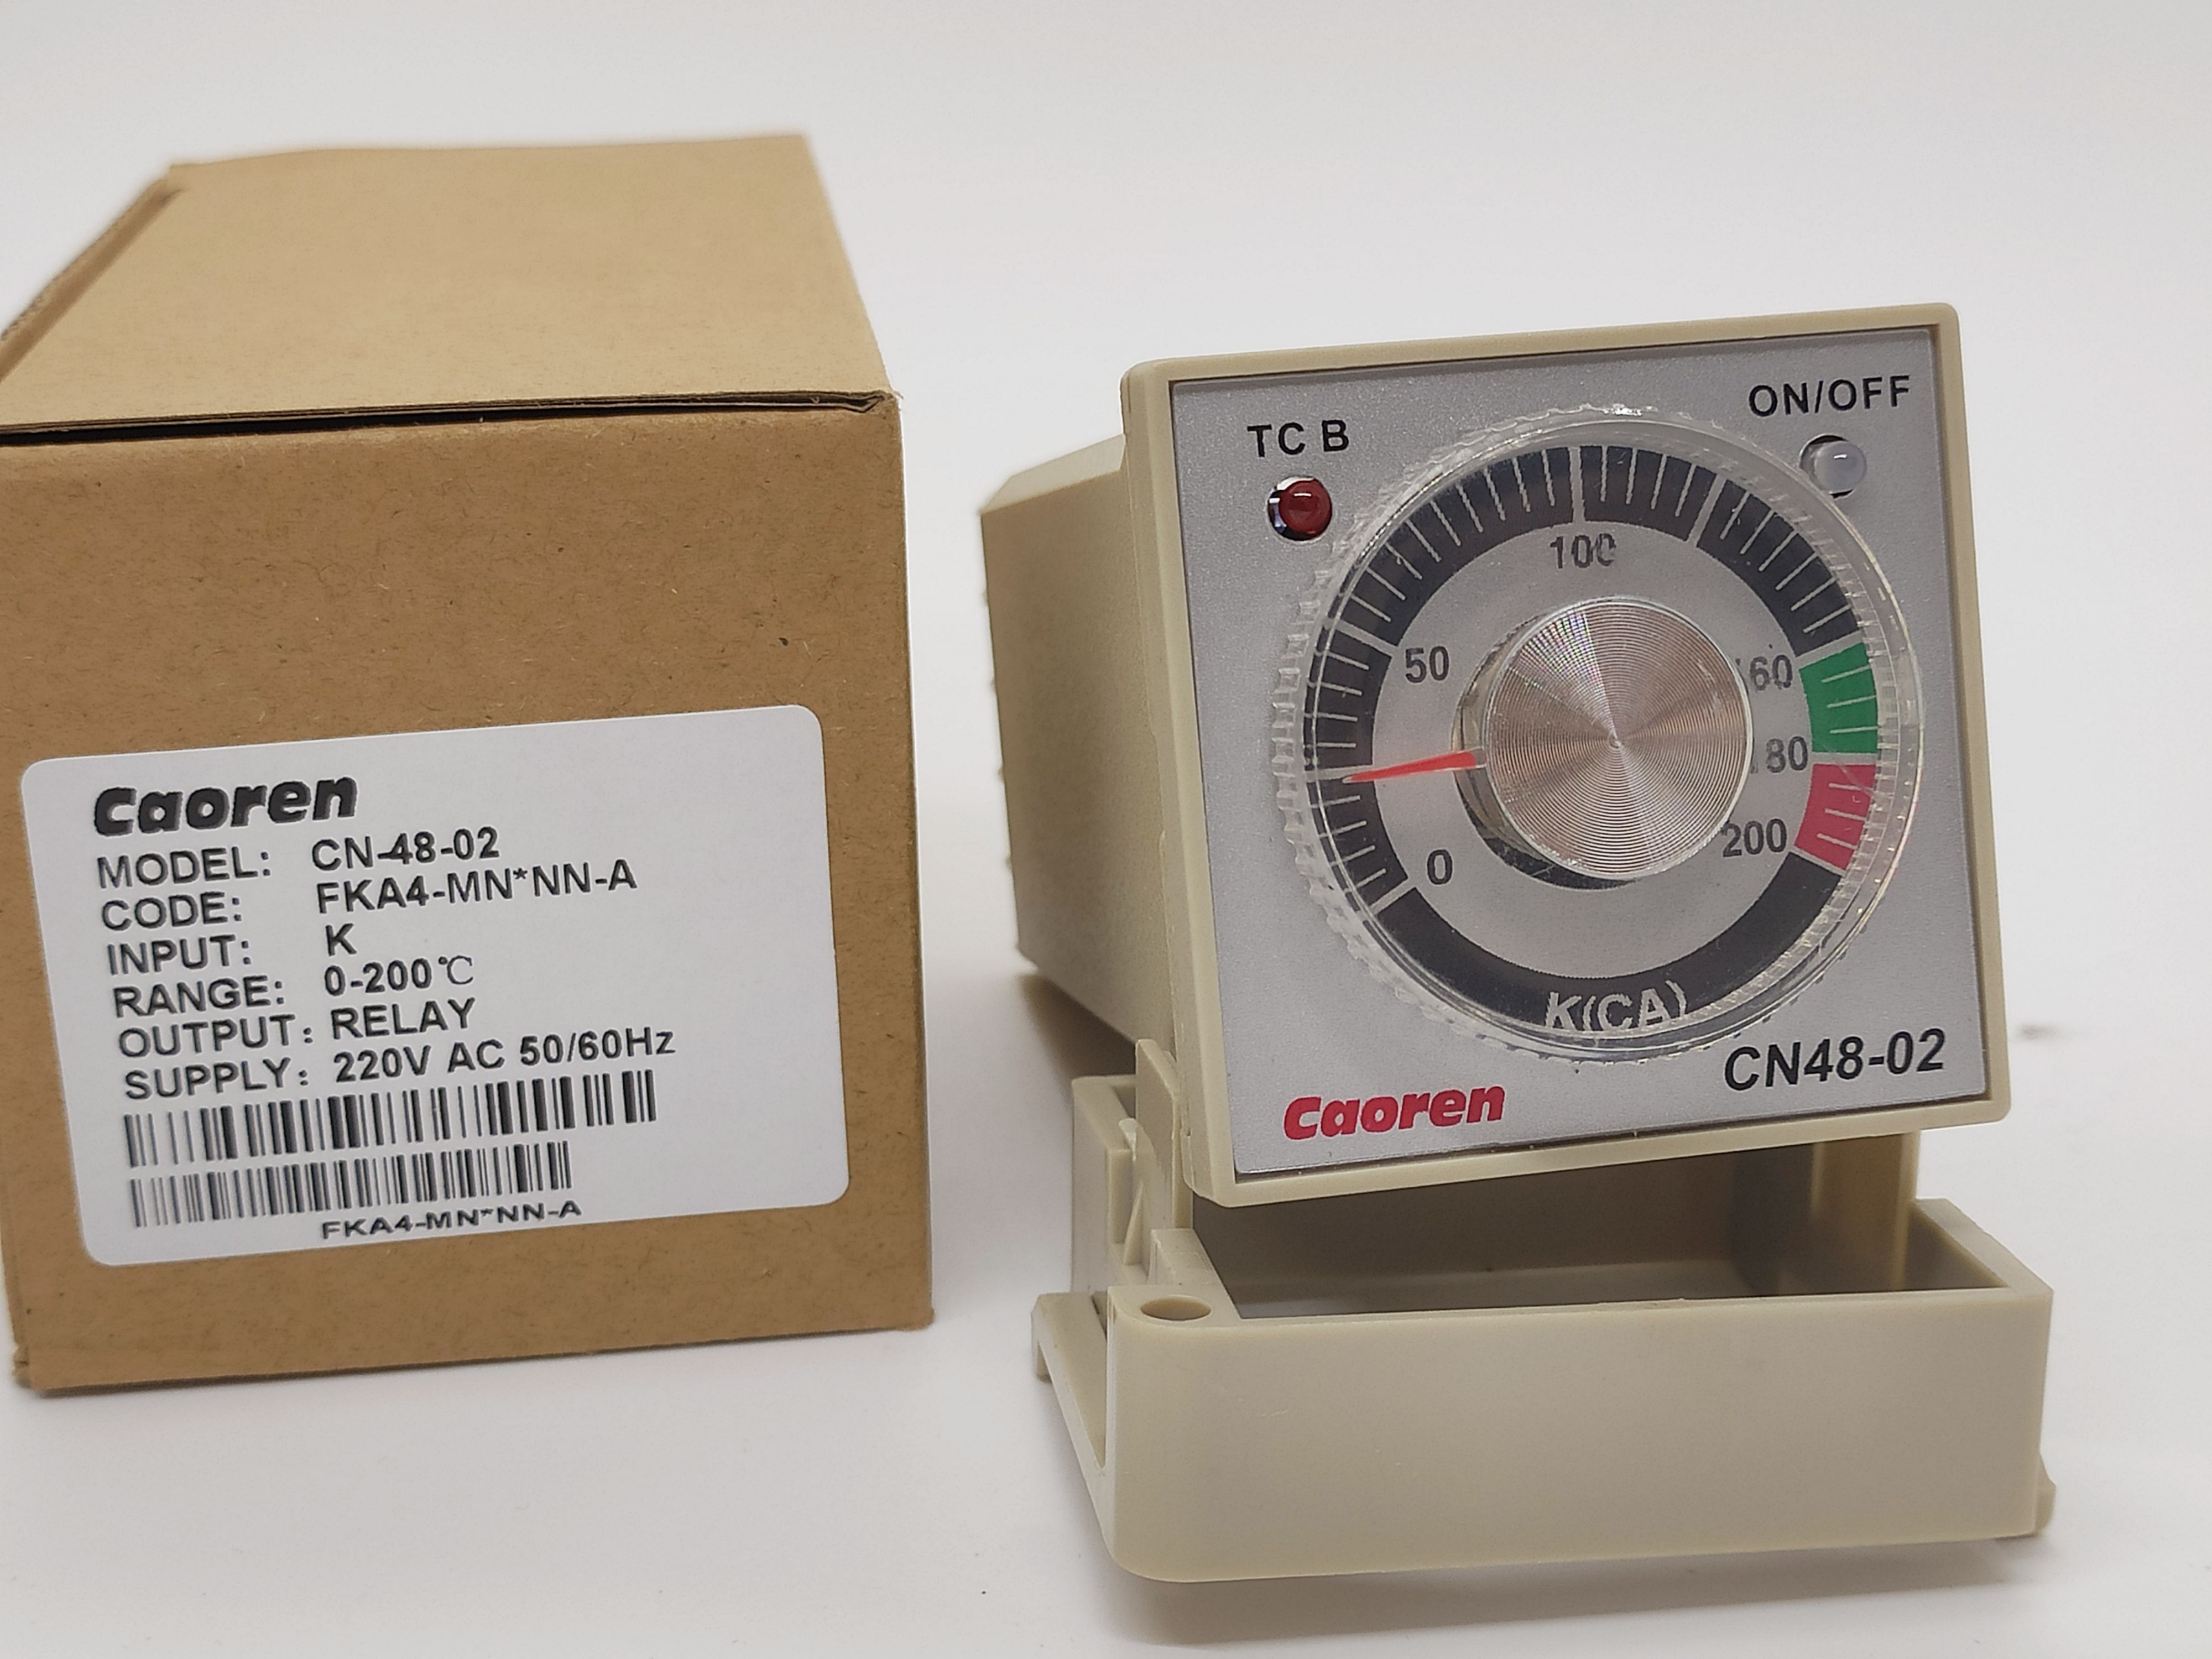 Caoren
MODEL: CN-48-02
CODE: FKA4-MN*NN-A
INPUT: K
RANGE: 0-200℃
OUTPUT: RELAY
SUPPLY: 220V AC 50/60Hz
FKA4-MN*NN-A
TC B
ON/OFF
0
50
100
160
180
200
K(CA)
Caoren
CN48-02